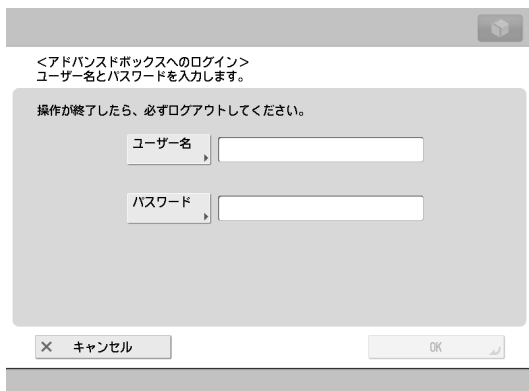 ＜アドバンスドボックスへのログイン＞
ユーザー名とパスワードを入力します。
操作が終了したら、必ずログアウトしてください。
ユーザー名
パスワード
キャンセル
OK